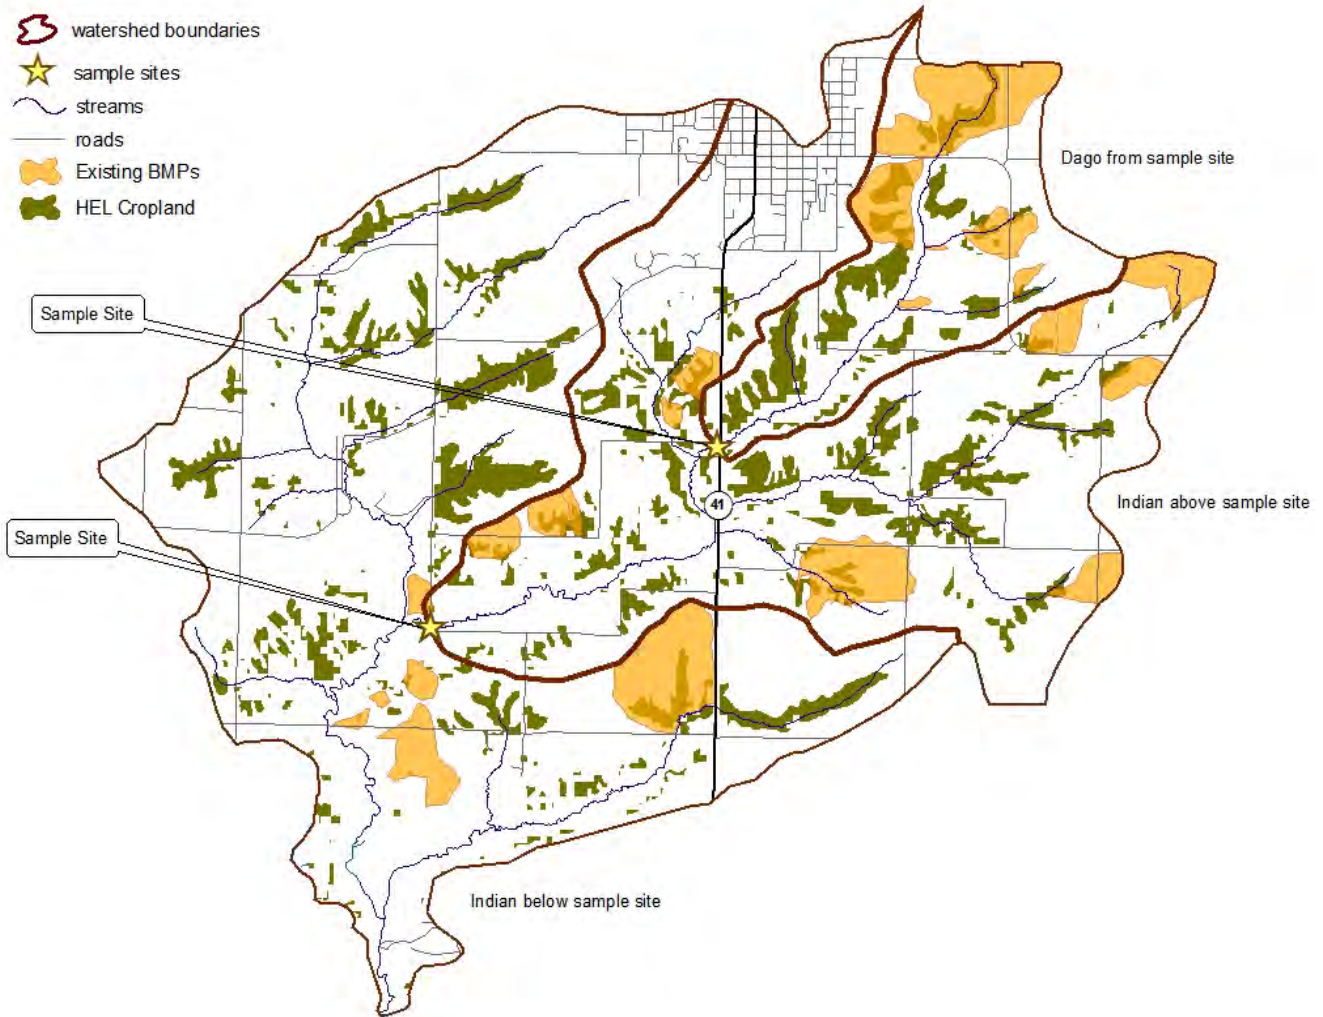 watershed boundaries
sample sites
streams
roads
Existing BMPs
HEL Cropland
Dago from sample site
Sample Site
41
Indian above sample site
Sample Site
Indian below sample site